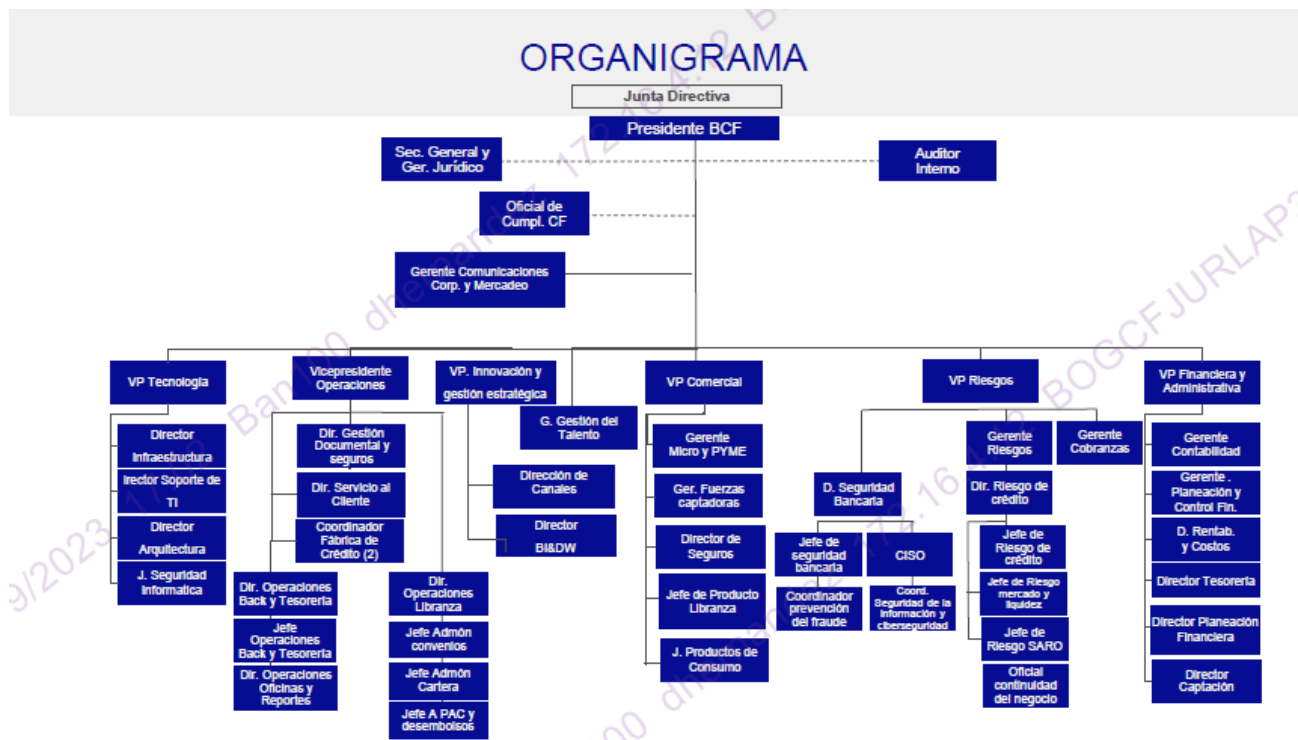 ORGANIGRAMA
Junta Directiva
Presidente BCF
Sec. General y
Ger. Jurídico
Auditor
Interno
Oficial de
Cumpl. CF
Gerente Comunicaciones
Corp. y Mercadeo
VP Tecnología
Vicepresidente
Operaciones
VP. Innovación y
gestión estratégica
G. Gestión del
Talento
VP Comercial
VP Riesgos
VP Financiera y
Administrativa
Director
Infraestructura
irector Soporte de
TI
Director
Arquitectura
J. Seguridad
Informatica
Dir. Gestión
Documental y
seguros
Dir. Servicio al
Cliente
Coordinador
Fábrica de
Crédito (2)
Dir. Operaciones
Back y Tesorería
Jefe
Operaciones
Back y Tesorería
Dir. Operaciones
Oficinas y
Reportes
Dir.
Operaciones
Libranza
Jefe Admón
convenios
Jefe Admón
Cartera
Jefe A PAC y
desembolsos
Dirección de
Canales
Director
BI&DW
Gerente
Micro y PYME
Ger. Fuerzas
captadoras
Director de
Seguros
Jefe de Producto
Libranza
J. Productos de
Consumo
D. Seguridad
Bancaria
Jefe de
seguridad
bancaria
Coordinador
prevención
del fraude
CISO
Coord.
Seguridad de la
información y
ciberseguridad
Gerente
Riesgos
Dir. Riesgo de
crédito
Jefe de
Riesgo de
crédito
Jefe de Riesgo
mercado y
liquidez
Jefe de
Riesgo SARO
Oficial
continuidad
del negocio
Gerente
Cobranzas
Gerente
Contabilidad
Gerente .
Planeación y
Control Fin.
D. Rentab.
y Costos
Director Tesorería
Director Planeación
Financiera
Director
Captación